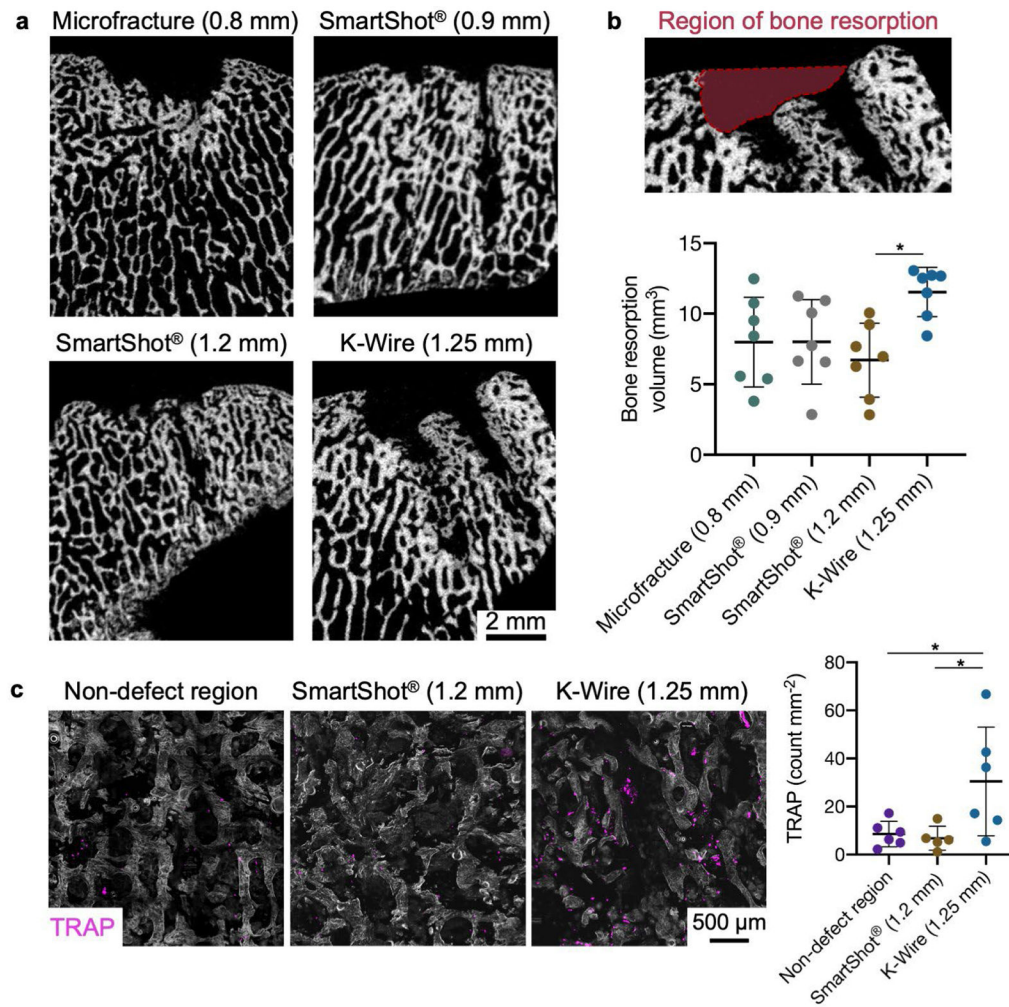 a
Microfracture (0.8 mm)
SmartShot® (0.9 mm)
SmartShot® (1.2 mm)
K-Wire (1.25 mm)
2 mm
b
Region of bone resorption
Bone resorption
volume (mm³)
15
10
5
0
*
Microfracture (0.8 mm)
SmartShot® (0.9 mm)
SmartShot® (1.2 mm)
K-Wire (1.25 mm)
c
Non-defect region
SmartShot® (1.2 mm)
K-Wire (1.25 mm)
TRAP
500 µm
TRAP (count mm⁻²)
80
60
40
20
0
*
*
Non-defect region
SmartShot® (1.2 mm)
K-Wire (1.25 mm)